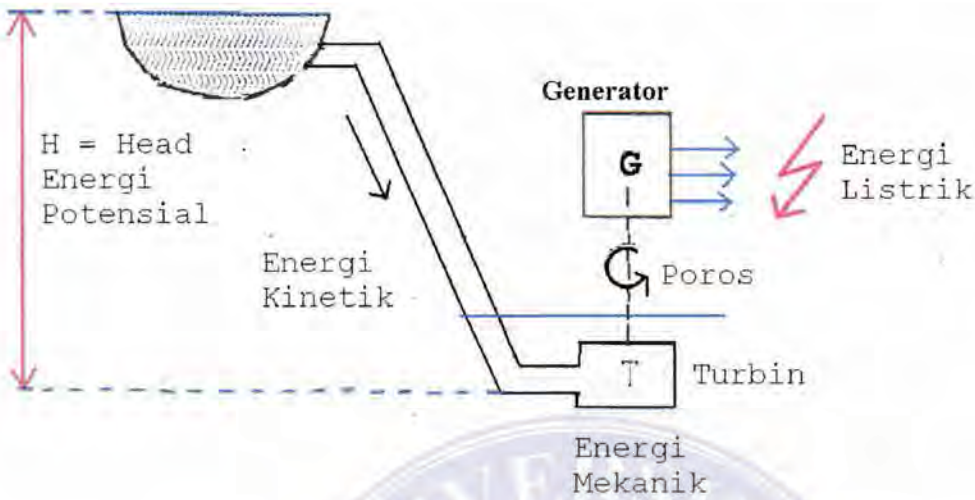 H = Head
Energi
Potensial
Energi
Kinetik
Generator
G
Energi
Listrik
Poros
T
Turbin
Energi
Mekanik